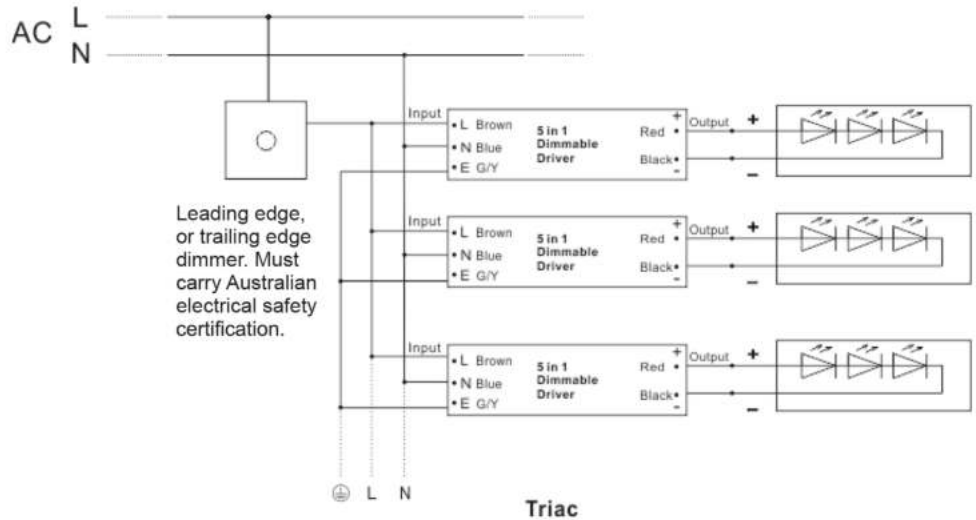 AC L
N
Leading edge,
or trailing edge
dimmer. Must
carry Australian
electrical safety
certification.
Input
L Brown
N Blue
E G/Y
5 in 1
Dimmable
Driver
+
Red
Black
-
Output +
-
Input
L Brown
N Blue
E G/Y
5 in 1
Dimmable
Driver
+
Red
Black
-
Output +
-
Input
L Brown
N Blue
E G/Y
5 in 1
Dimmable
Driver
+
Red
Black
-
Output +
-
L N
Triac